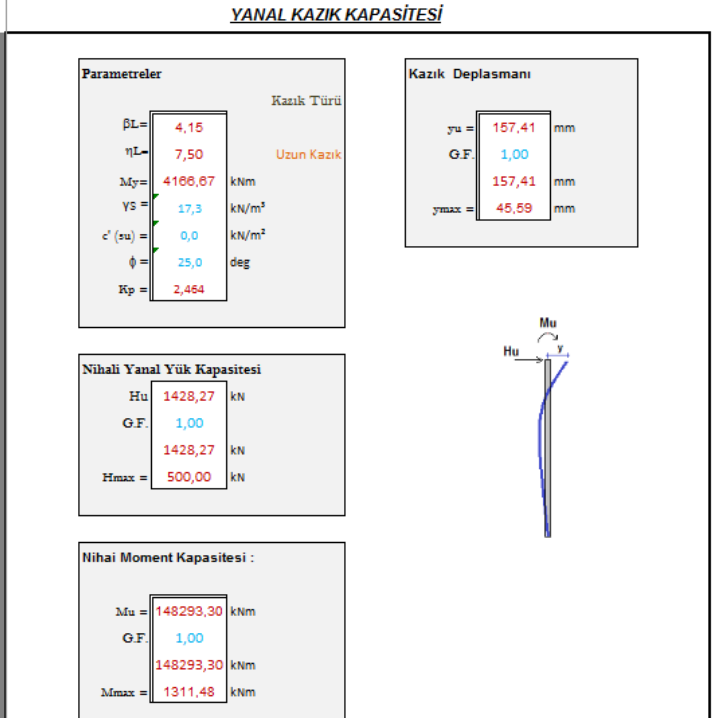 YANAL KAZIK KAPASİTESİ
Parametreler
Kazık Türü
βL= 4,15
ηL= 7,50 Uzun Kazık
My= 4166,67 kNm
γS = 17,3 kN/m³
c' (su) = 0,0 kN/m²
ϕ = 25,0 deg
Kp = 2,464
Kazık Deplasmanı
yu = 157,41 mm
G.F. 1,00
157,41 mm
ymax = 45,59 mm
Nihali Yanal Yük Kapasitesi
Hu 1428,27 kN
G.F. 1,00
1428,27 kN
Hmax = 500,00 kN
Mu
Hu y
Nihai Moment Kapasitesi :
Mu = 148293,30 kNm
G.F. 1,00
148293,30 kNm
Mmax = 1311,48 kNm